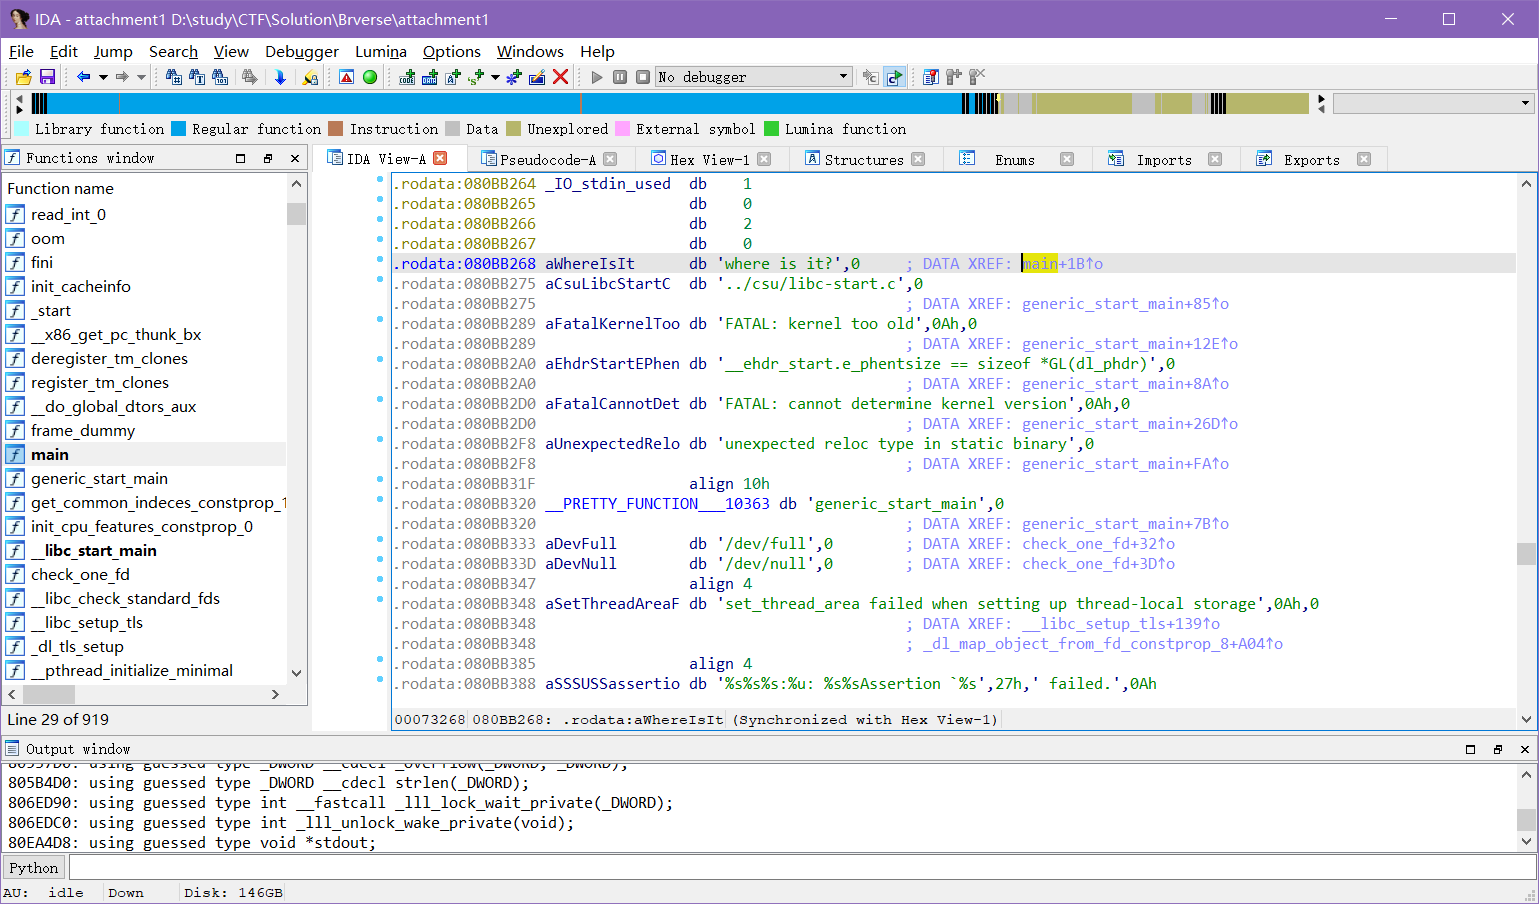 IDA - attachment1 D:\study\CTF\Solution\Brverse\attachment1
File Edit Jump Search View Debugger Lumina Options Windows Help
No debugger
Library function Regular function Instruction Data Unexplored External symbol Lumina function
Functions window
IDA View-A Pseudocode-A Hex View-1 Structures Enums Imports Exports
Function name
read_int_0
oom
fini
init_cacheinfo
_start
__x86_get_pc_thunk_bx
deregister_tm_clones
register_tm_clones
__do_global_dtors_aux
frame_dummy
main
generic_start_main
get_common_indeces_constprop_1
init_cpu_features_constprop_0
__libc_start_main
check_one_fd
__libc_check_standard_fds
__libc_setup_tls
_dl_tls_setup
__pthread_initialize_minimal
Line 29 of 919
.rodata:080BB264 _IO_stdin_used db 1
.rodata:080BB265 db 0
.rodata:080BB266 db 2
.rodata:080BB267 db 0
.rodata:080BB268 aWhereIsIt db 'where is it?',0 ; DATA XREF: main+1B↑o
.rodata:080BB275 aCsuLibcStartC db '../csu/libc-start.c',0
; DATA XREF: generic_start_main+85↑o
.rodata:080BB289 aFatalKernelToo db 'FATAL: kernel too old',0Ah,0
.rodata:080BB289 ; DATA XREF: generic_start_main+12E↑o
.rodata:080BB2A0 aEhdrStartEPhen db '__ehdr_start.e_phentsize == sizeof *GL(dl_phdr)',0
.rodata:080BB2A0 ; DATA XREF: generic_start_main+8A↑o
.rodata:080BB2D0 aFatalCannotDet db 'FATAL: cannot determine kernel version',0Ah,0
.rodata:080BB2D0 ; DATA XREF: generic_start_main+26D↑o
.rodata:080BB2F8 aUnexpectedRelo db 'unexpected reloc type in static binary',0
.rodata:080BB2F8 ; DATA XREF: generic_start_main+FA↑o
.rodata:080BB31F align 10h
.rodata:080BB320 __PRETTY_FUNCTION___10363 db 'generic_start_main',0
.rodata:080BB320 ; DATA XREF: generic_start_main+7B↑o
.rodata:080BB333 aDevFull db '/dev/full',0 ; DATA XREF: check_one_fd+32↑o
.rodata:080BB33D aDevNull db '/dev/null',0 ; DATA XREF: check_one_fd+3D↑o
.rodata:080BB347 align 4
.rodata:080BB348 aSetThreadAreaF db 'set_thread_area failed when setting up thread-local storage',0Ah,0
.rodata:080BB348 ; DATA XREF: __libc_setup_tls+139↑o
.rodata:080BB348 ; _dl_map_object_from_fd_constprop_8+A04↑o
.rodata:080BB385 align 4
.rodata:080BB388 aSSSUSSassertio db '%s%s%s:%u: %s%sAssertion `%s',27h,' failed.',0Ah
00073268 080BB268: .rodata:aWhereIsIt (Synchronized with Hex View-1)
Output window
using guessed type _DWORD __cdecl _overflow(_DWORD, _DWORD);
805B4D0: using guessed type _DWORD __cdecl strlen(_DWORD);
806ED90: using guessed type int __fastcall _lll_lock_wait_private(_DWORD);
806EDC0: using guessed type int _lll_unlock_wake_private(void);
80EA4D8: using guessed type void *stdout;
Python
AU: idle Down Disk: 146GB